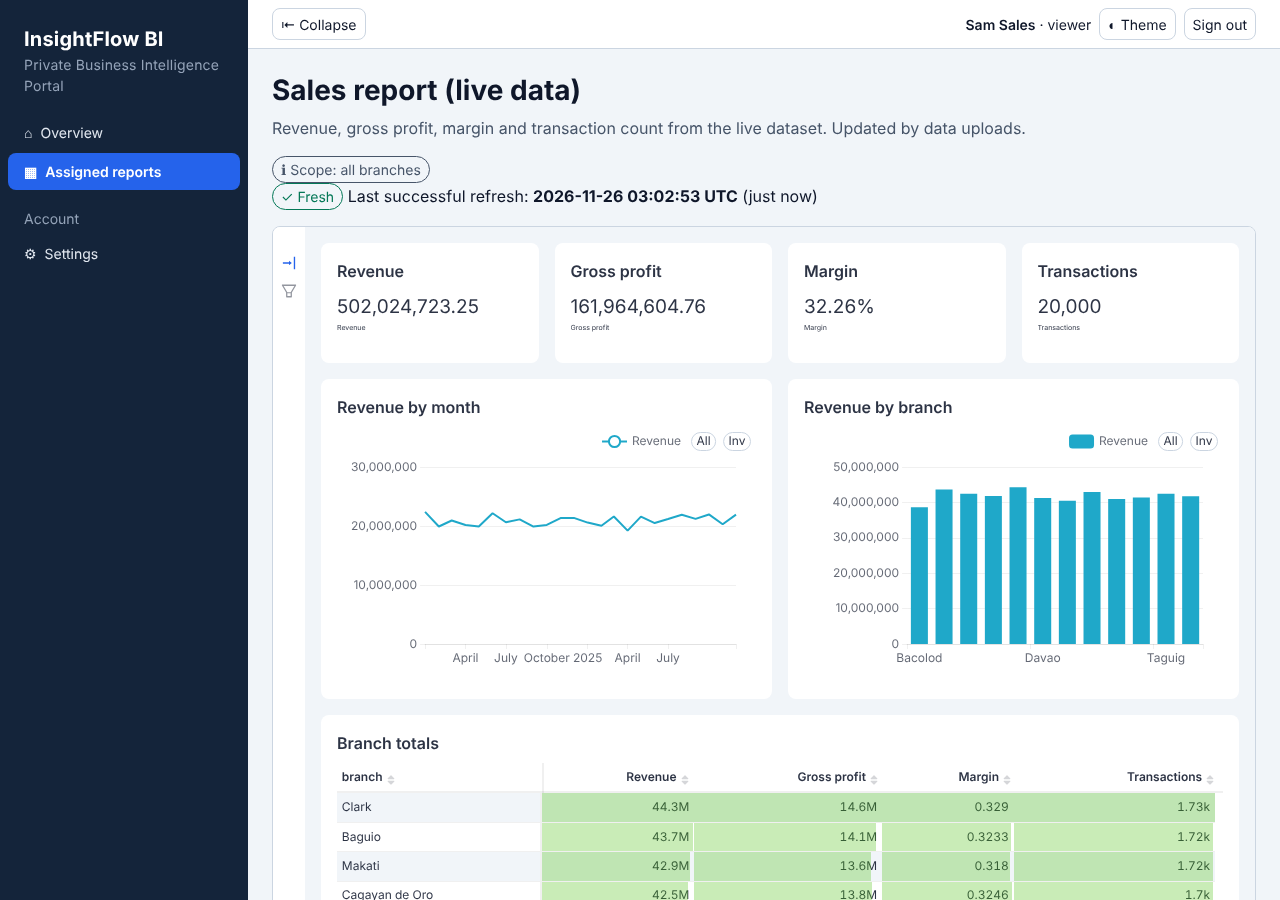 InsightFlow BI
Private Business Intelligence
Portal
Overview
Assigned reports
Account
Settings
Collapse
Sam Sales · viewer
Theme
Sign out
Sales report (live data)
Revenue, gross profit, margin and transaction count from the live dataset. Updated by data uploads.
ℹ Scope: all branches
✓ Fresh Last successful refresh: 2026-11-26 03:02:53 UTC (just now)
Revenue
502,024,723.25
Revenue
Gross profit
161,964,604.76
Gross profit
Margin
32.26%
Margin
Transactions
20,000
Transactions
Revenue by month
Revenue All Inv
30,000,000
20,000,000
10,000,000
0
April July October 2025 April July
Revenue by branch
Revenue All Inv
50,000,000
40,000,000
30,000,000
20,000,000
10,000,000
0
Bacolod Davao Taguig
Branch totals
branch Revenue Gross profit Margin Transactions
Clark 44.3M 14.6M 0.329 1.73k
Baguio 43.7M 14.1M 0.3233 1.72k
Makati 42.9M 13.6M 0.318 1.72k
Cagayan de Oro 42.5M 13.8M 0.3246 1.7k